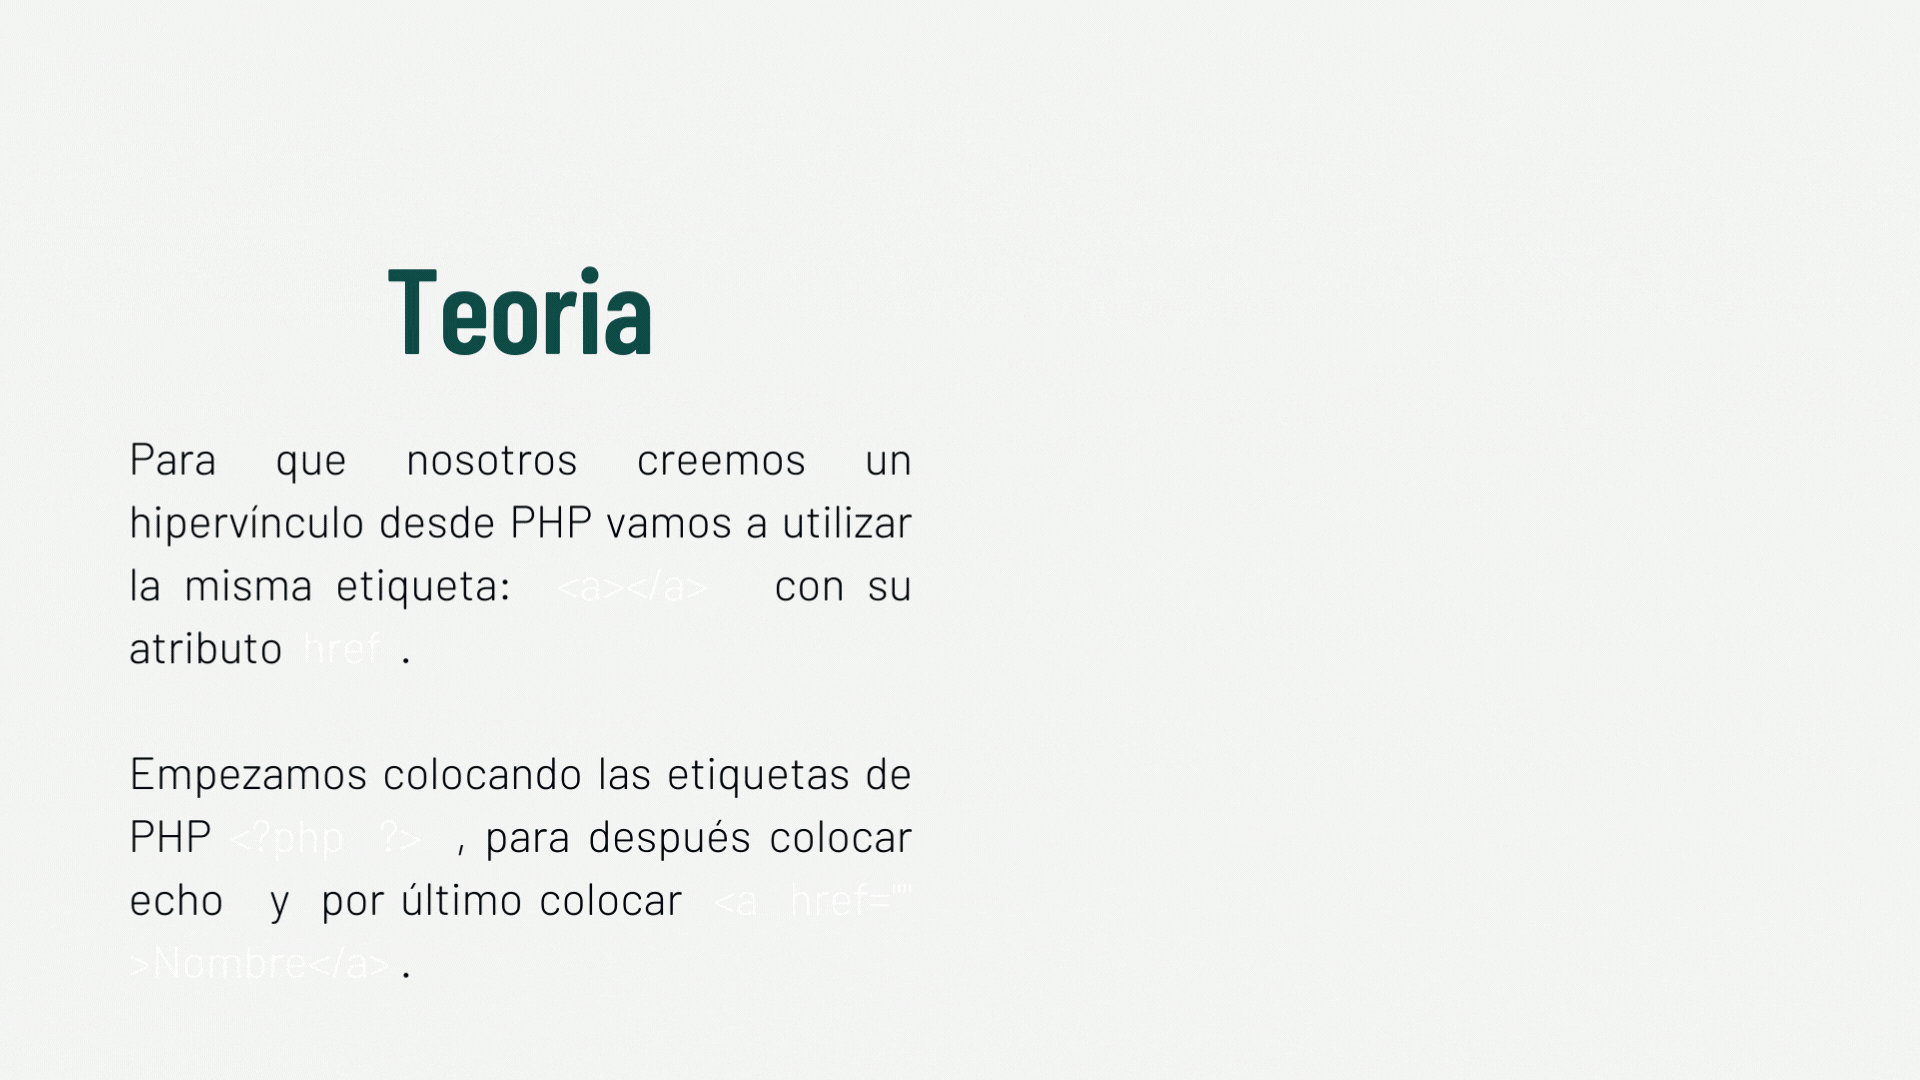 Teoria
Para que nosotros creemos un
hipervínculo desde PHP vamos a utilizar
la misma etiqueta: <a></a> con su
atributo href .
Empezamos colocando las etiquetas de
PHP <?php ?> , para después colocar
echo y por último colocar <a href=""
>Nombre</a> .